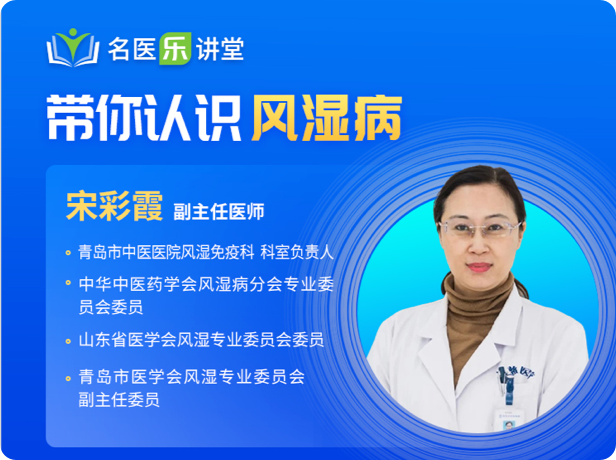 名医乐讲堂
带你认识风湿病
宋彩霞 副主任医师
青岛市中医医院风湿免疫科 科室负责人
中华中医药学会风湿病分会专业委
员会委员
山东省医学会风湿专业委员会委员
青岛市医学会风湿专业委员会
副主任委员